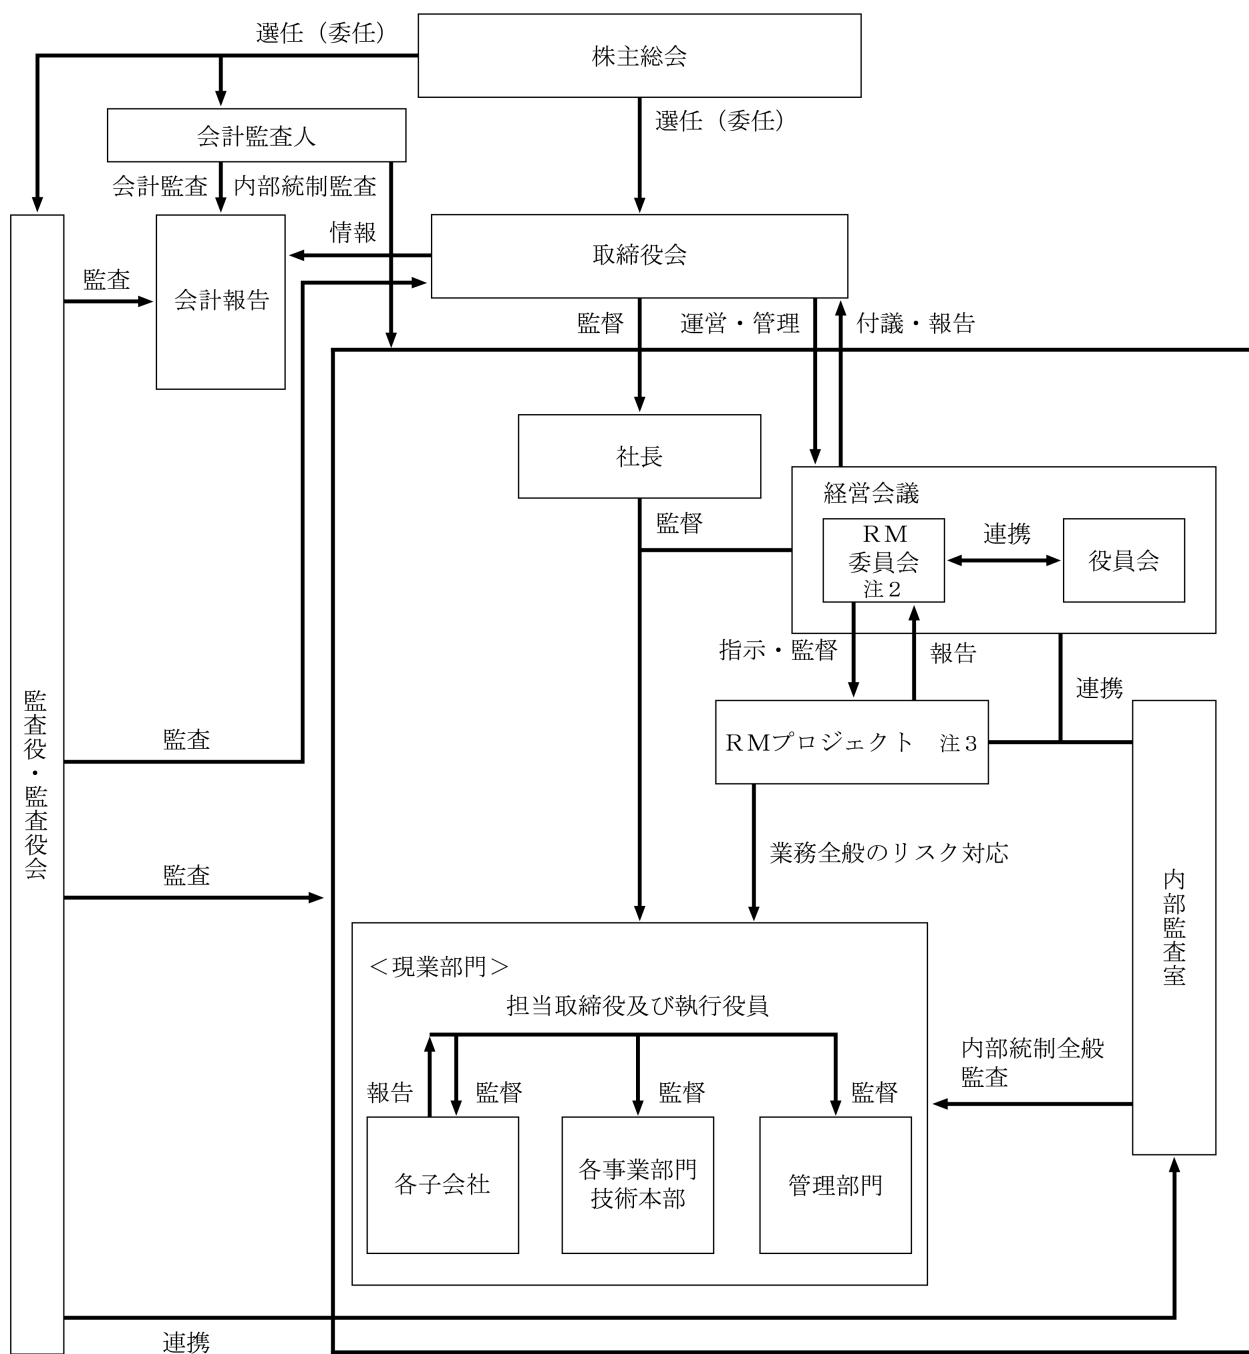 選任（委任）
株主総会
選任（委任）
会計監査人
会計監査
内部統制監査
情報
取締役会
監査
会計報告
監督
運営・管理
付議・報告
社長
監督
経営会議
ＲＭ
委員会
注２
連携
役員会
指示・監督
報告
連携
ＲＭプロジェクト　注３
監査役・監査役会
監査
監査
業務全般のリスク対応
内部監査室
＜現業部門＞
担当取締役及び執行役員
報告
監督
監督
監督
内部統制全般
監査
各子会社
各事業部門
技術本部
管理部門
連携